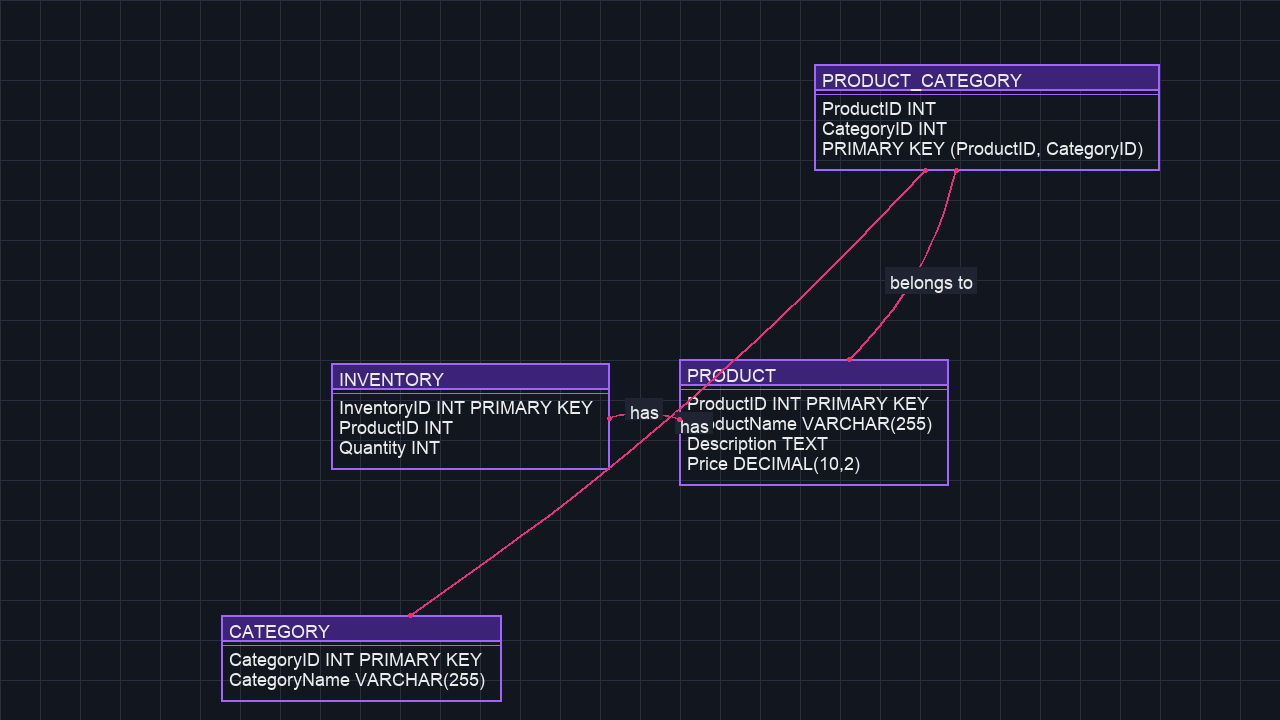 PRODUCT_CATEGORY
ProductID INT
CategoryID INT
PRIMARY KEY (ProductID, CategoryID)
belongs to
INVENTORY
InventoryID INT PRIMARY KEY
ProductID INT
Quantity INT
has
has
PRODUCT
ProductID INT PRIMARY KEY
ductName VARCHAR(255)
Description TEXT
Price DECIMAL(10,2)
CATEGORY
CategoryID INT PRIMARY KEY
CategoryName VARCHAR(255)